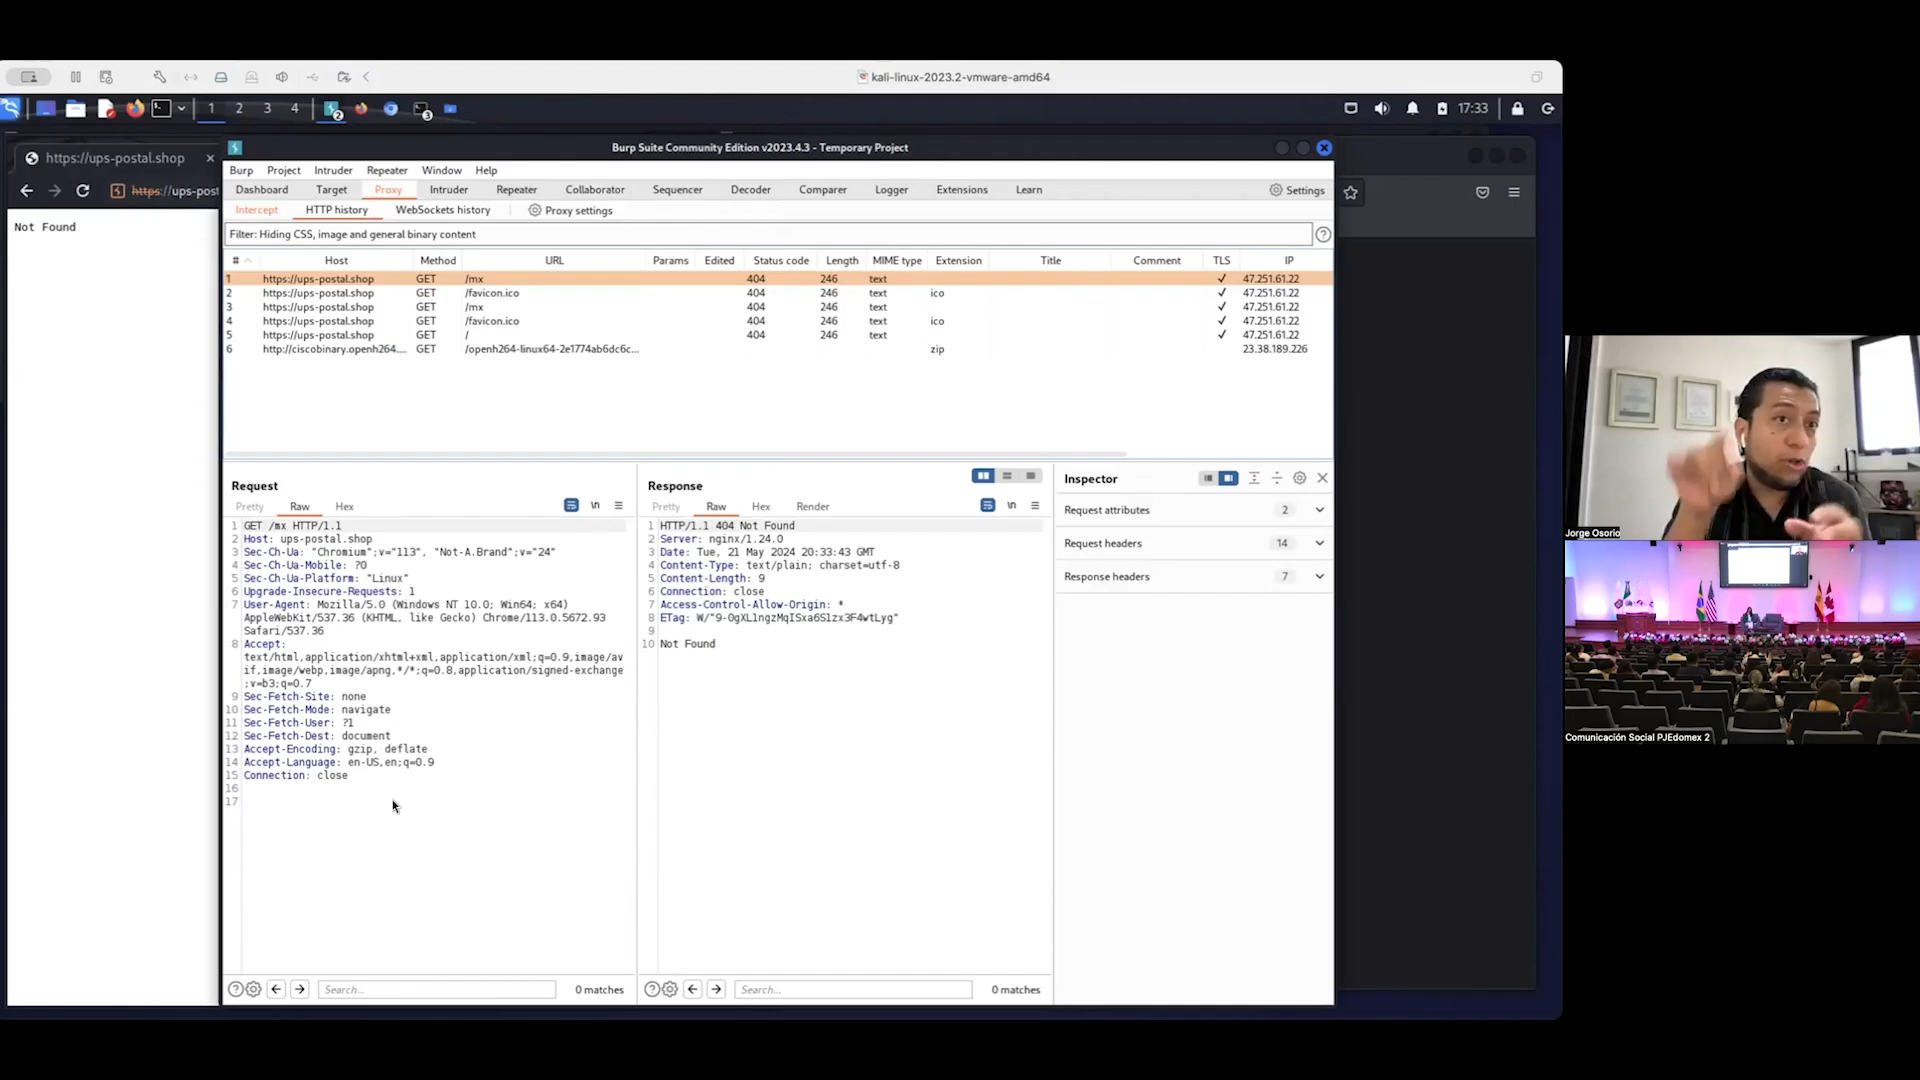 kali-linux-2023.2-vmware-amd64
1 2 3 4
2
3
17:33
https://ups-postal.shop
https://ups-post
Not Found
Burp Suite Community Edition v2023.4.3 - Temporary Project
Burp Project Intruder Repeater Window Help
Dashboard Target Proxy Intruder Repeater Collaborator Sequencer Decoder Comparer Logger Extensions Learn Settings
Intercept HTTP history WebSockets history Proxy settings
Filter: Hiding CSS, image and general binary content
# Host Method URL Params Edited Status code Length MIME type Extension Title Comment TLS IP
1 https://ups-postal.shop GET /mx 404 246 text ✓ 47.251.61.22
2 https://ups-postal.shop GET /favicon.ico 404 246 text ico ✓ 47.251.61.22
3 https://ups-postal.shop GET /mx 404 246 text ✓ 47.251.61.22
4 https://ups-postal.shop GET /favicon.ico 404 246 text ico ✓ 47.251.61.22
5 https://ups-postal.shop GET / 404 246 text ✓ 47.251.61.22
6 http://ciscobinary.openh264.... GET /openh264-linux64-2e1774ab6dc6c... zip 23.38.189.226
Request
Pretty Raw Hex \n
1 GET /mx HTTP/1.1
2 Host: ups-postal.shop
3 Sec-Ch-Ua: "Chromium";v="113", "Not-A.Brand";v="24"
4 Sec-Ch-Ua-Mobile: ?0
5 Sec-Ch-Ua-Platform: "Linux"
6 Upgrade-Insecure-Requests: 1
7 User-Agent: Mozilla/5.0 (Windows NT 10.0; Win64; x64)
AppleWebKit/537.36 (KHTML, like Gecko) Chrome/113.0.5672.93
Safari/537.36
8 Accept:
text/html,application/xhtml+xml,application/xml;q=0.9,image/av
if,image/webp,image/apng,*/*;q=0.8,application/signed-exchange
;v=b3;q=0.7
9 Sec-Fetch-Site: none
10 Sec-Fetch-Mode: navigate
11 Sec-Fetch-User: ?1
12 Sec-Fetch-Dest: document
13 Accept-Encoding: gzip, deflate
14 Accept-Language: en-US,en;q=0.9
15 Connection: close
16
17
Search... 0 matches
Response
Pretty Raw Hex Render \n
1 HTTP/1.1 404 Not Found
2 Server: nginx/1.24.0
3 Date: Tue, 21 May 2024 20:33:43 GMT
4 Content-Type: text/plain; charset=utf-8
5 Content-Length: 9
6 Connection: close
7 Access-Control-Allow-Origin: *
8 ETag: W/"9-0gXL1ngzMqISxa6S1zx3F4wtLyg"
9
10 Not Found
Search... 0 matches
Inspector
Request attributes 2
Request headers 14
Response headers 7
Jorge Osorio
Comunicación Social PJEdomex 2